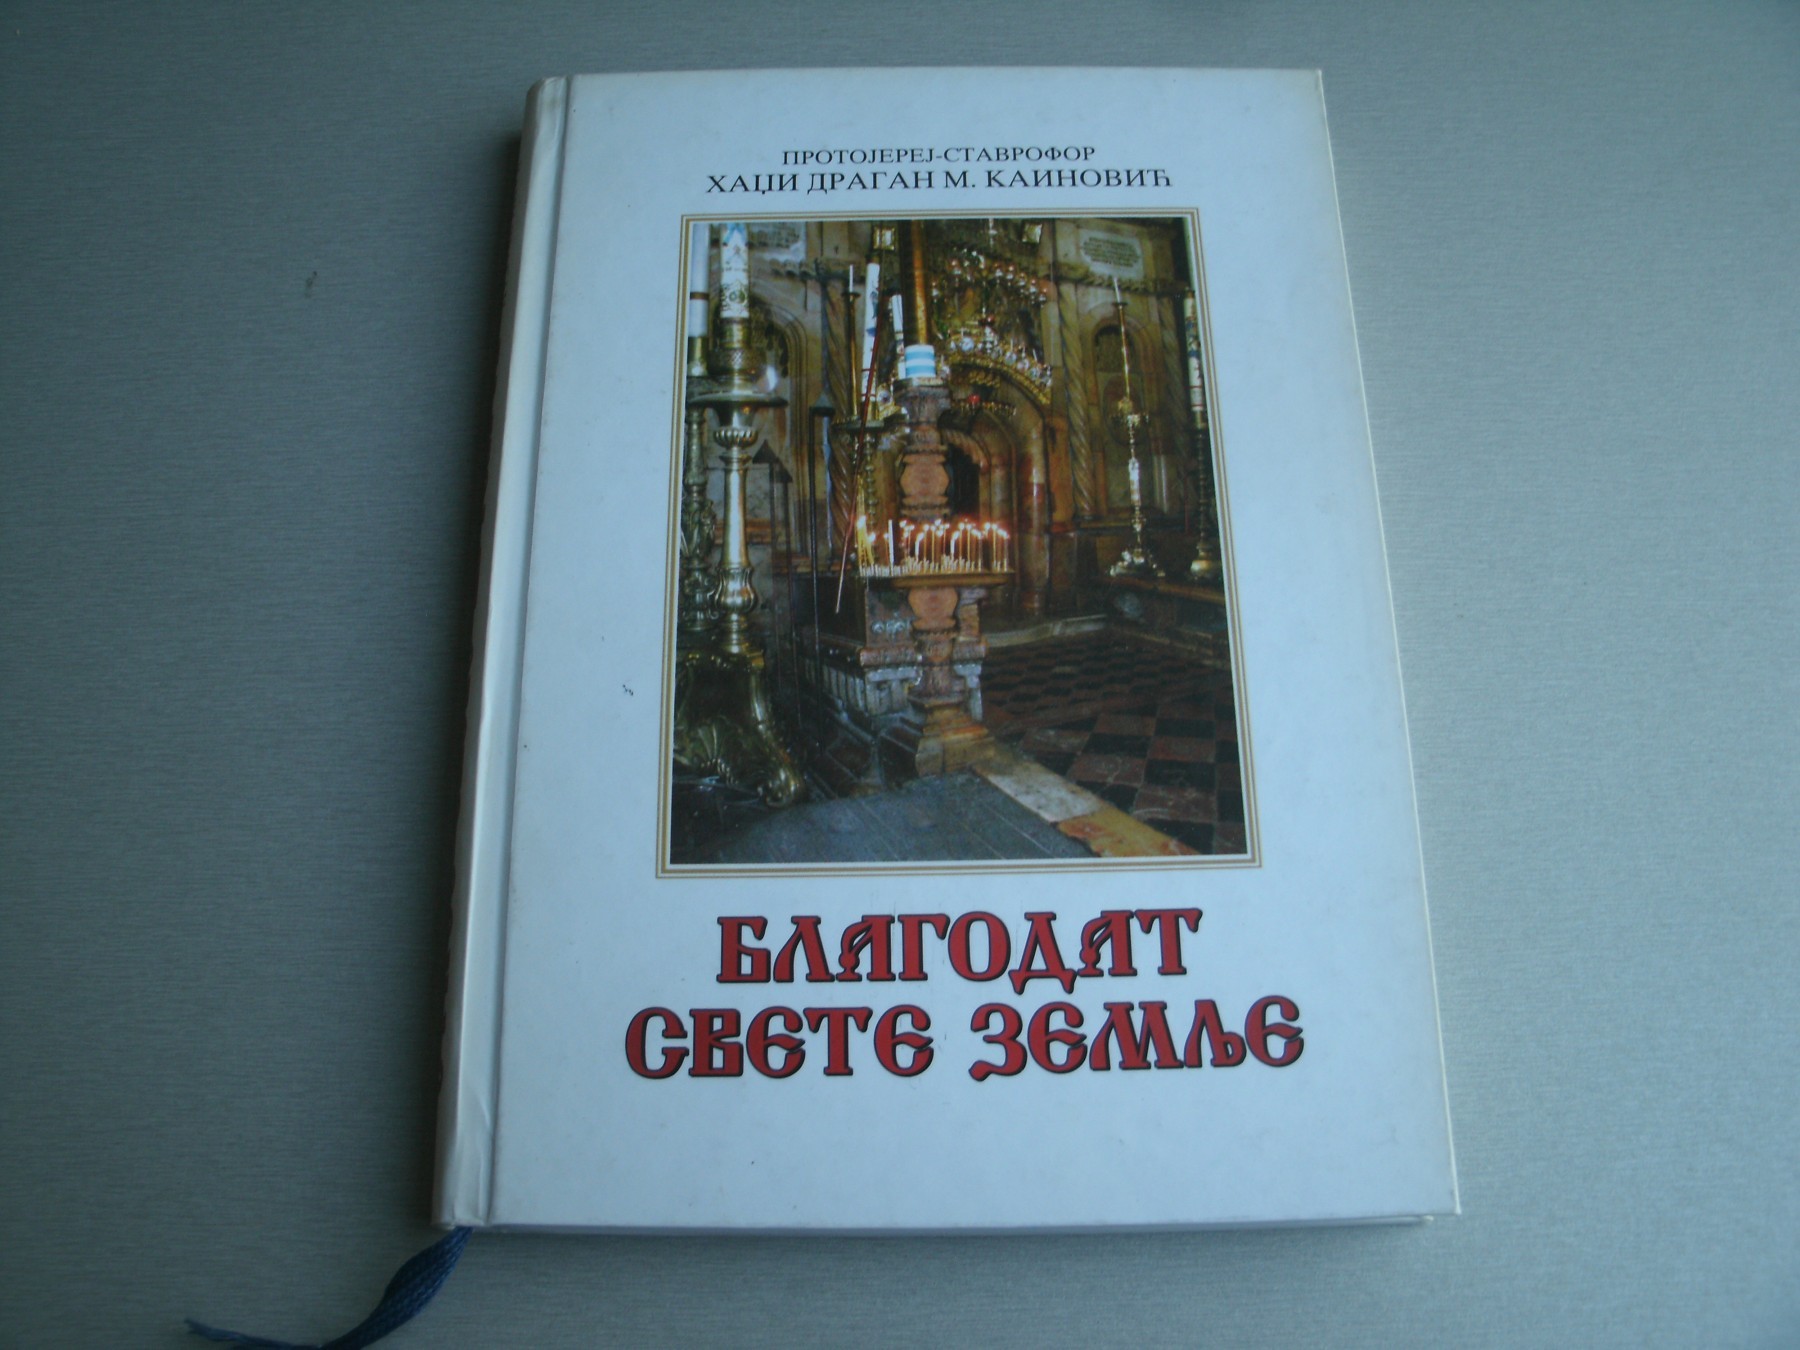 ПРОТОЈЕРЕЈ-СТАВРОФОР
ХАЏИ ДРАГАН М. КАИНОВИЋ
БЛАГОДАТ
СВЕТЕ ЗЕМЉЕ